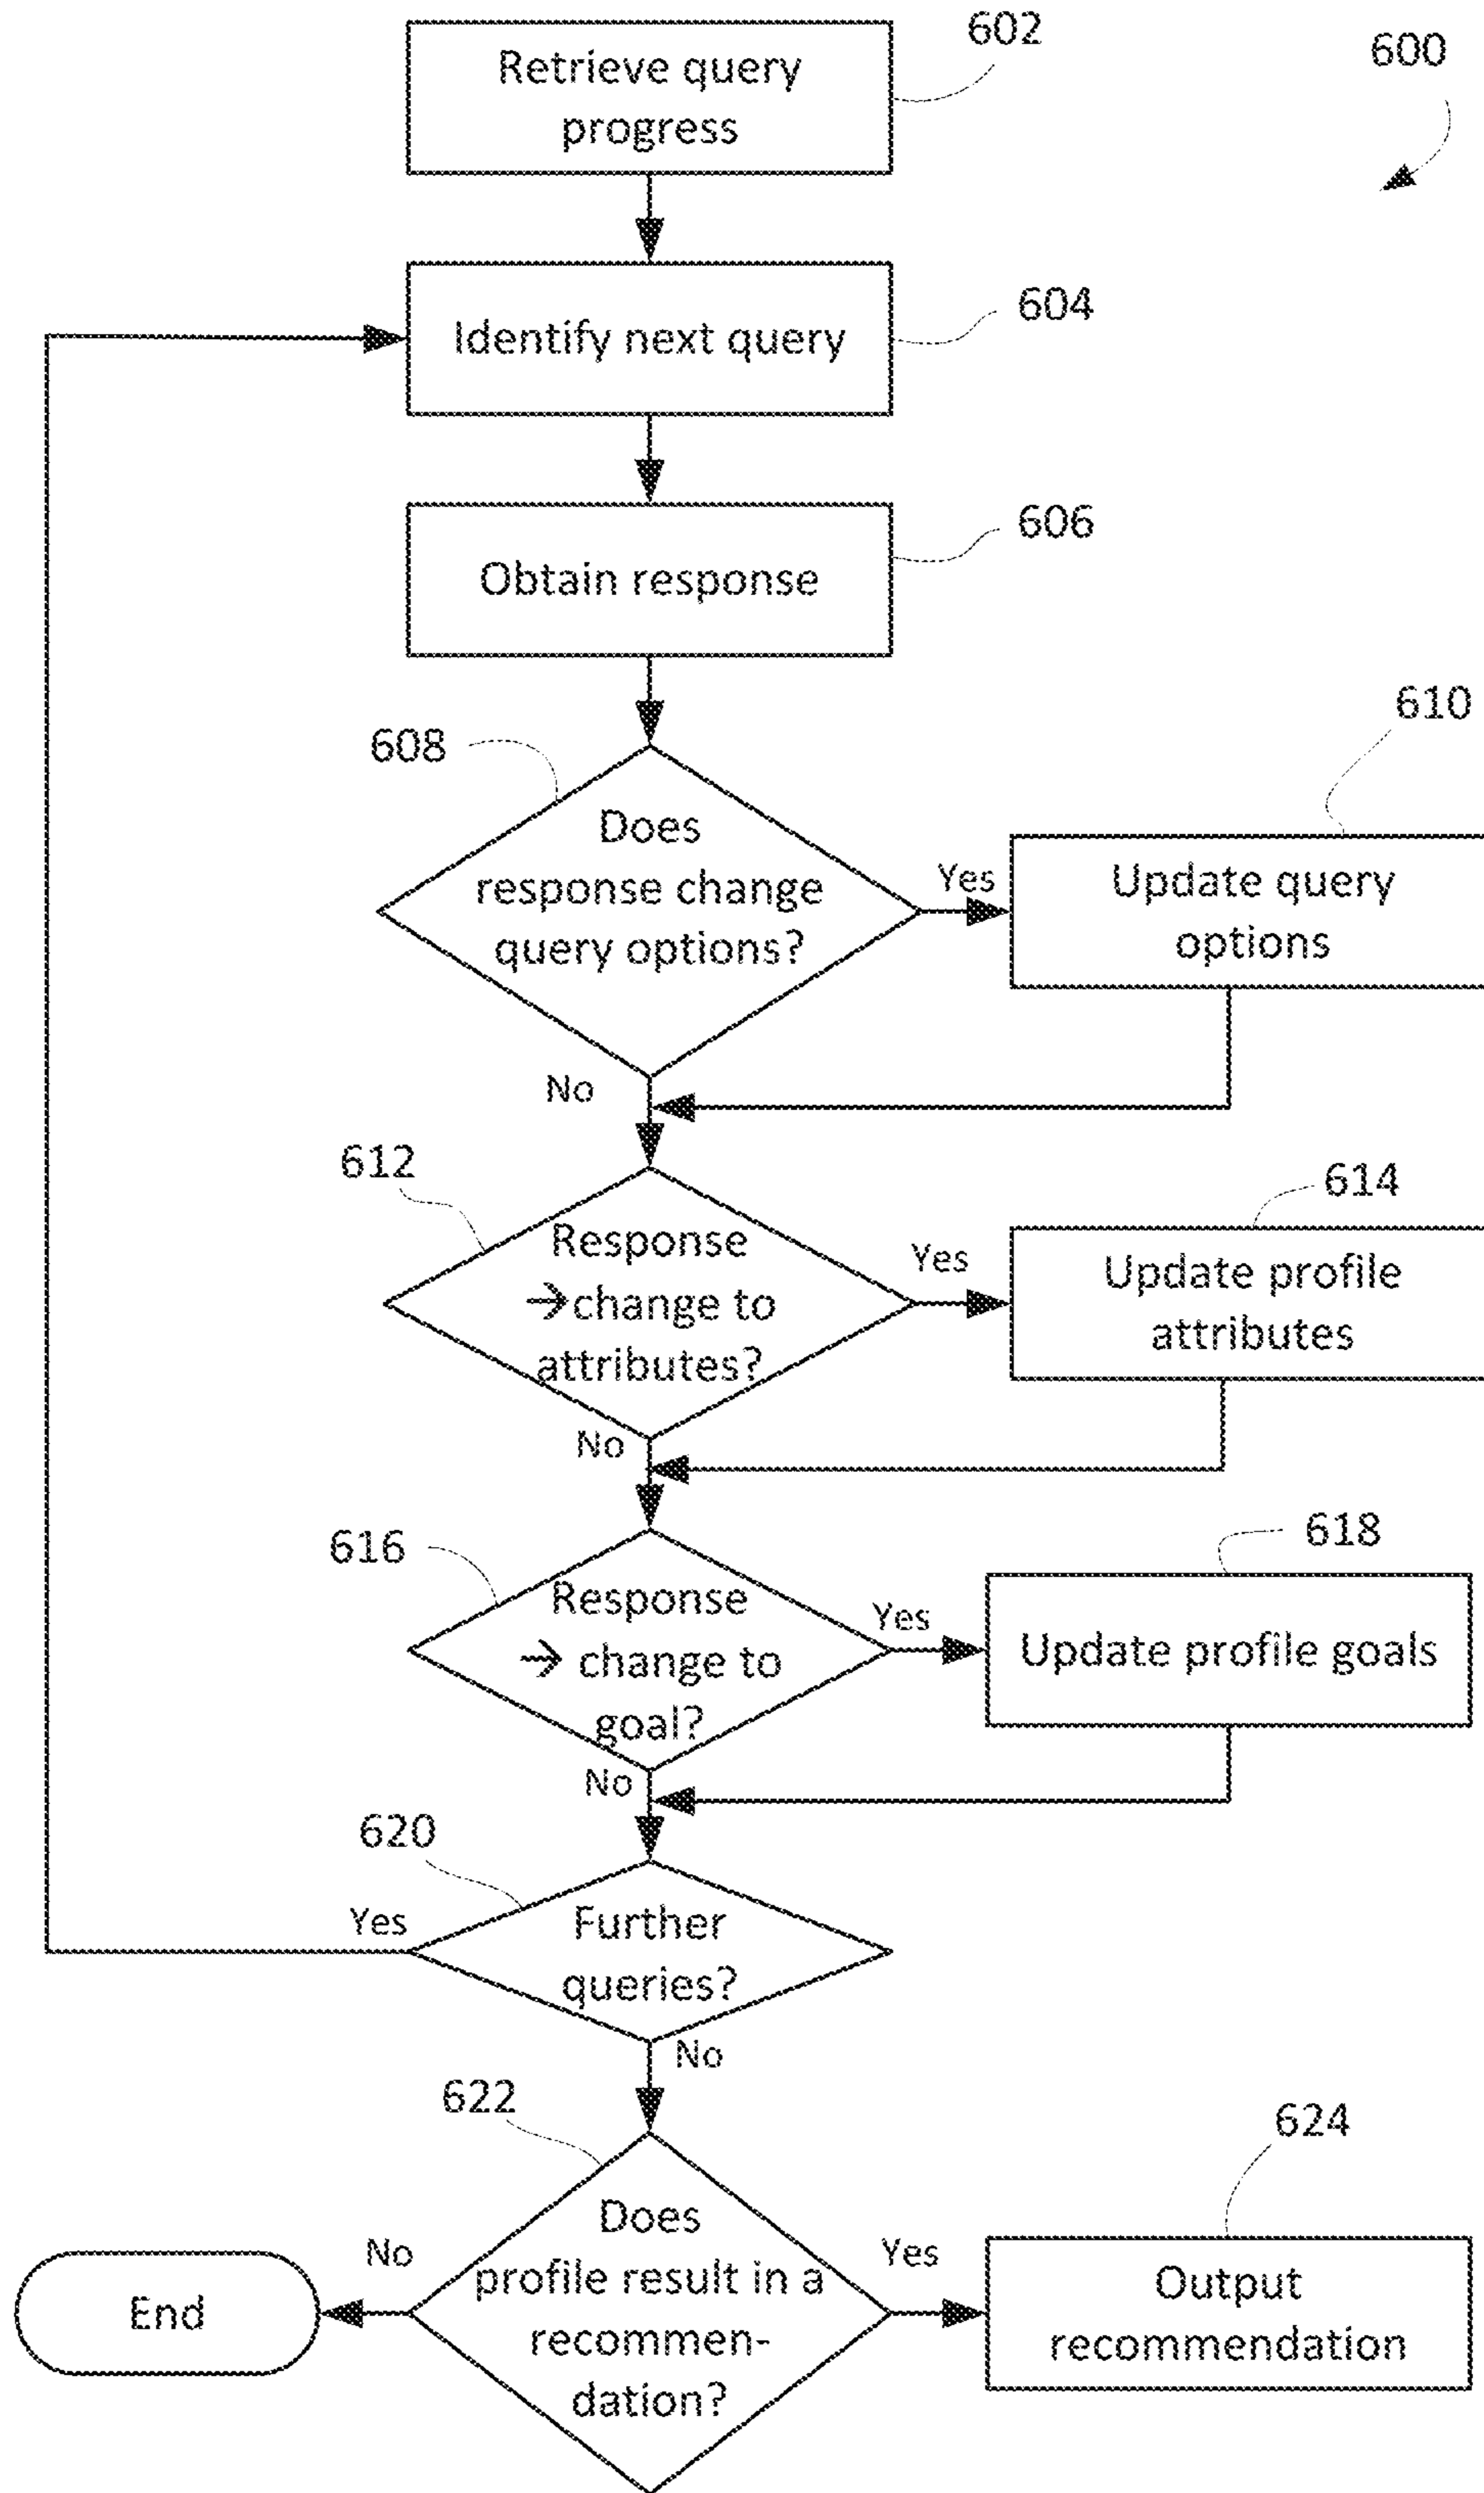 602
600
Retrieve query
progress
604
Identify next query
606
Obtain response
608
610
Does
response change
query options?
Yes
Update query
options
No
612
614
Response
→change to
attributes?
Yes
Update profile
attributes
No
616
618
Response
→ change to
goal?
Yes
Update profile goals
No
620
Yes
Further
queries?
No
622
624
Does
profile result in a
recommen-
dation?
No
Yes
End
Output
recommendation